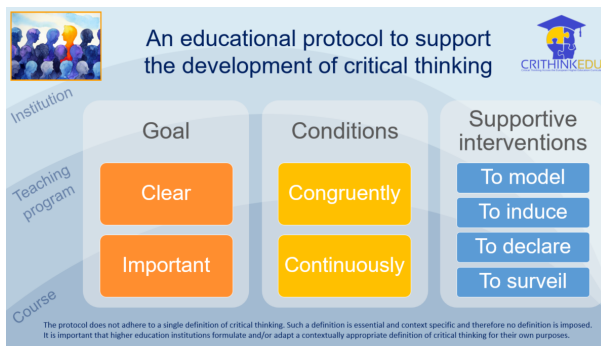 An educational protocol to support
the development of critical thinking
CRITHINKEDU
Institution
Teaching
program
Course
Goal
Clear
Important
Conditions
Congruently
Continuously
Supportive
interventions
To model
To induce
To declare
To surveil
The protocol does not adhere to a single definition of critical thinking. Such a definition is essential and context specific and therefore no definition is imposed.
It is important that higher education institutions formulate and/or adapt a contextually appropriate definition of critical thinking for their own purposes.